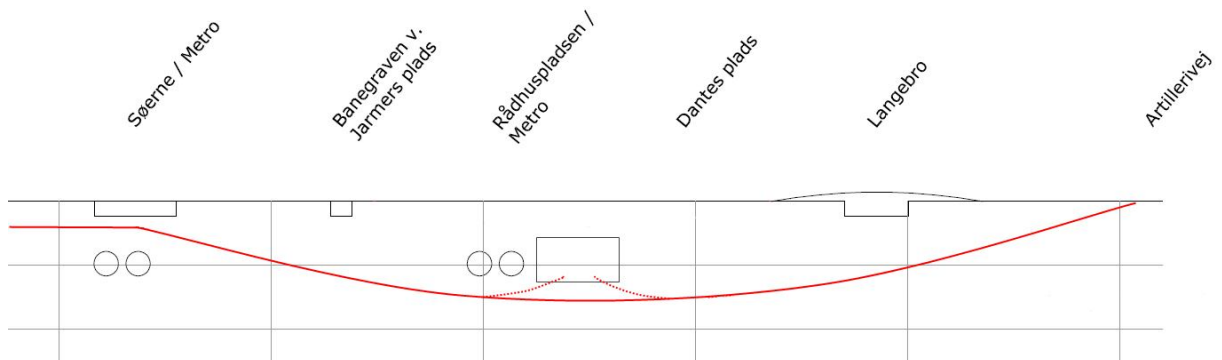 Søerne / Metro
Banegraven v.
Jarmers plads
Rådhuspladsen /
Metro
Dantes plads
Langebro
Artillerivej